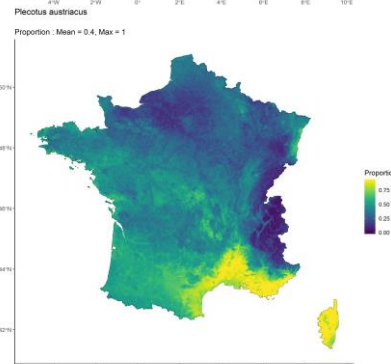 4°W 2°W 0° 2°E 4°E 6°E 8°E 10°E
Plecotus austriacus
Proportion : Mean = 0.4, Max = 1
50°N
48°N
46°N
44°N
42°N
Proportio
0.75
0.50
0.25
0.00